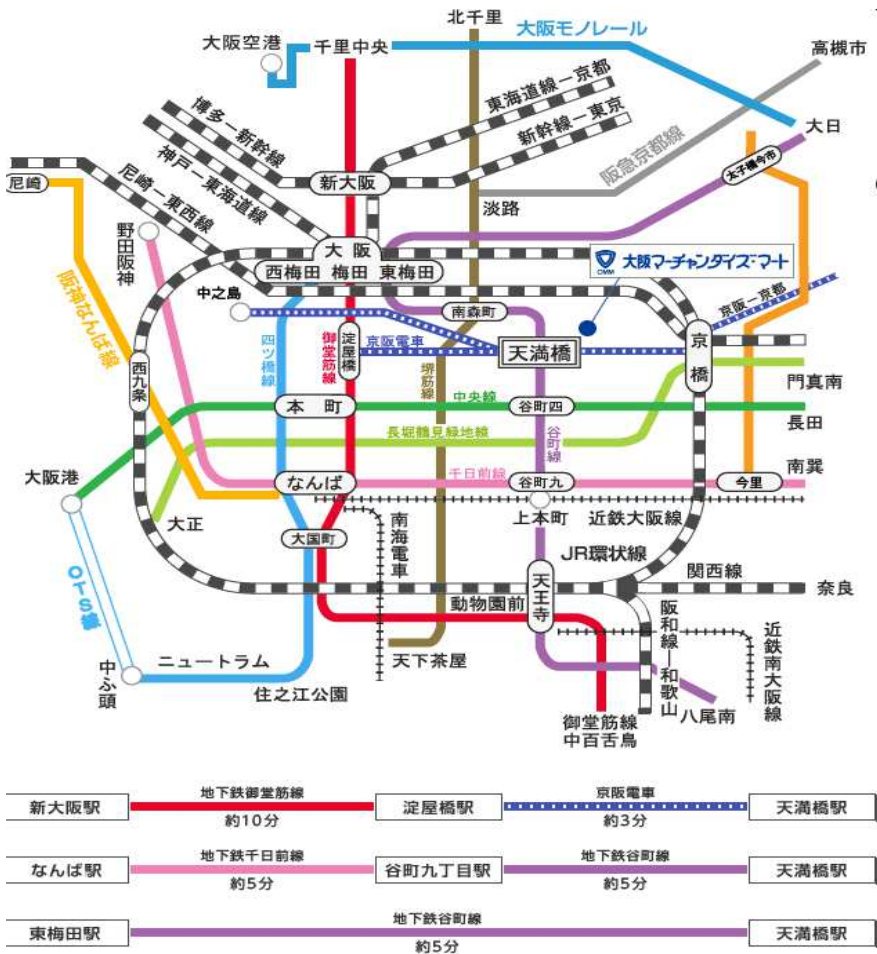 北千里
大阪モノレール
大阪空港
千里中央
高槻市
東海道線－京都
博多－新幹線
新幹線－東京
大日
神戸－東海道線
阪急京都線
太子橋今市
尼崎
尼崎－東西線
新大阪
淡路
野田阪神
大阪
西梅田 梅田 東梅田
大阪マーチャンダイズ・マート
OMM
中之島
南森町
京阪－京都
阪神なんば線
四ツ橋線
御堂筋線
淀屋橋
京阪電車
天満橋
京橋
西九条
堺筋線
門真南
本町
中央線
谷町四
長田
長堀鶴見緑地線
谷町線
大阪港
なんば
千日前線
谷町九
今里
南巽
大正
南海電車
上本町
近鉄大阪線
大国町
JR環状線
OTS線
動物園前
天王寺
関西線
奈良
中ふ頭
ニュートラム
天下茶屋
阪和線－和歌山
近鉄南大阪線
住之江公園
御堂筋線
中百舌鳥
八尾南
新大阪駅
地下鉄御堂筋線
約10分
淀屋橋駅
京阪電車
約3分
天満橋駅
なんば駅
地下鉄千日前線
約5分
谷町九丁目駅
地下鉄谷町線
約5分
天満橋駅
東梅田駅
地下鉄谷町線
約5分
天満橋駅